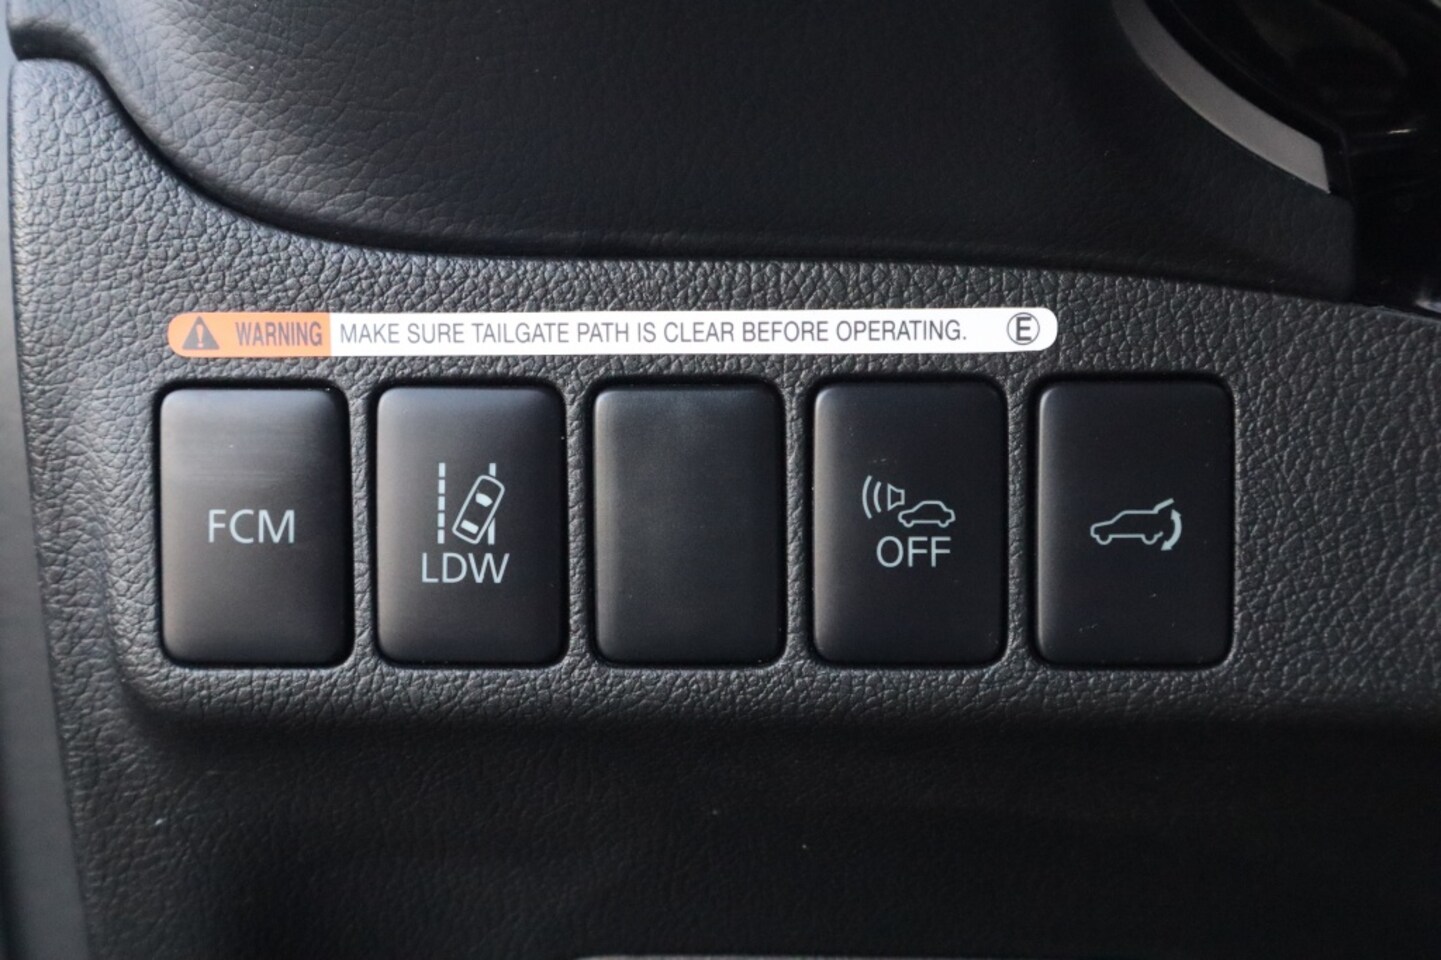 WARNING MAKE SURE TAILGATE PATH IS CLEAR BEFORE OPERATING. Ⓔ
FCM
LDW
OFF